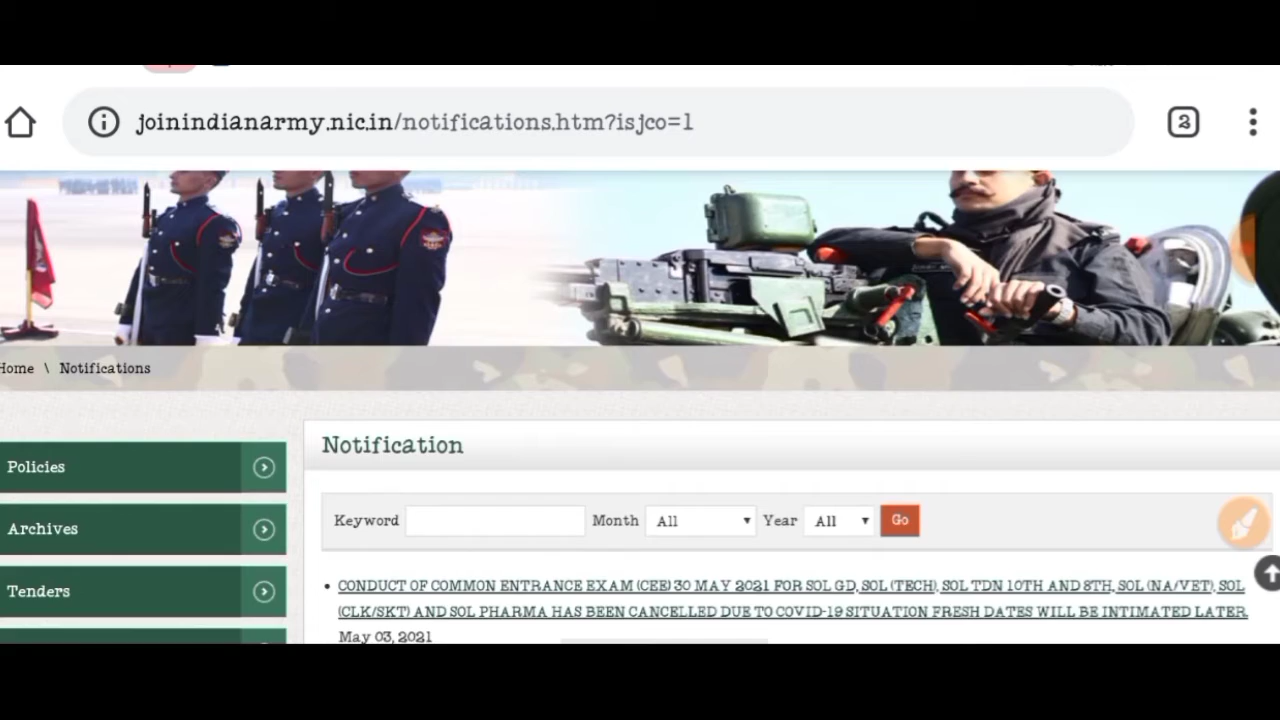 joinindianarmy.nic.in/notifications.htm?isjco=1
2
Home \ Notifications
Policies
Archives
Tenders
Notification
Keyword Month All Year All Go
CONDUCT OF COMMON ENTRANCE EXAM (CEE) 30 MAY 2021 FOR SOL GD, SOL (TECH), SOL TDN 10TH AND 8TH, SOL (NA/VET), SOL
(CLK/SKT) AND SOL PHARMA HAS BEEN CANCELLED DUE TO COVID-19 SITUATION FRESH DATES WILL BE INTIMATED LATER.
May 03, 2021